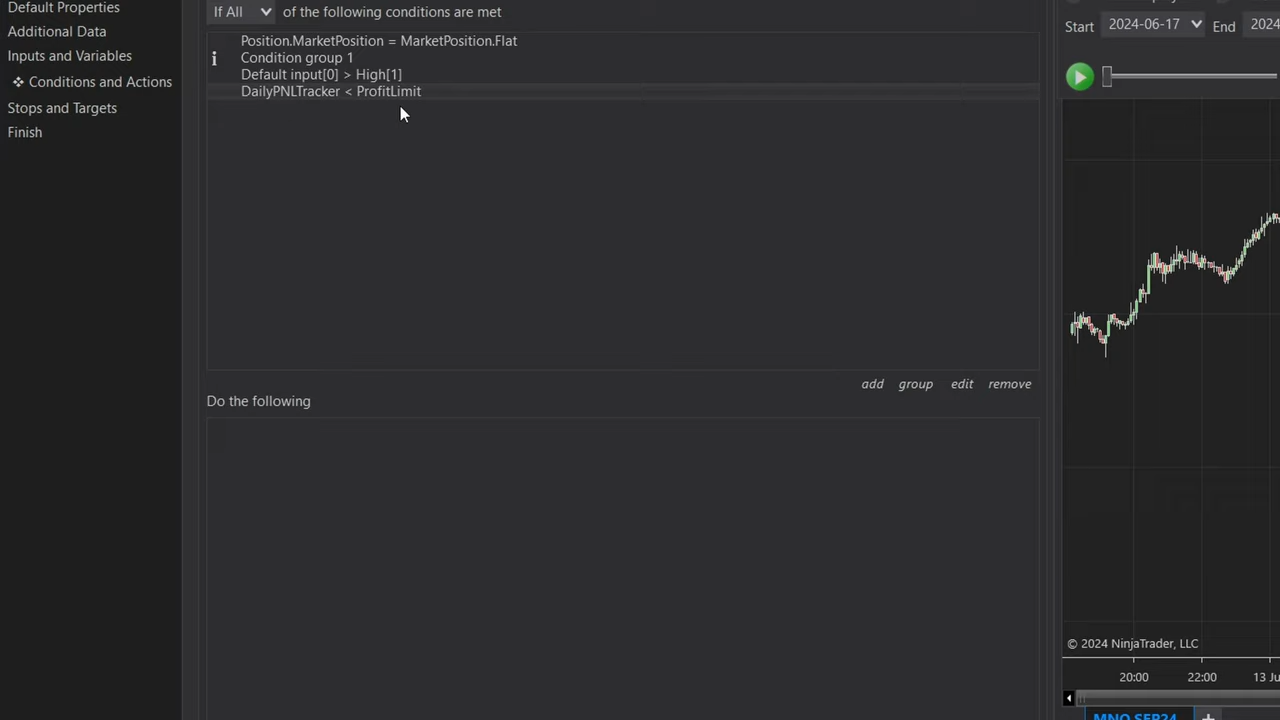 Default Properties
Additional Data
Inputs and Variables
❖ Conditions and Actions
Stops and Targets
Finish
If All of the following conditions are met
Position.MarketPosition = MarketPosition.Flat
i Condition group 1
Default input[0] > High[1]
DailyPNLTracker < ProfitLimit
add group edit remove
Do the following
Start 2024-06-17 End 2024
© 2024 NinjaTrader, LLC
20:00 22:00 13 Ju
MNQ SEP24 +